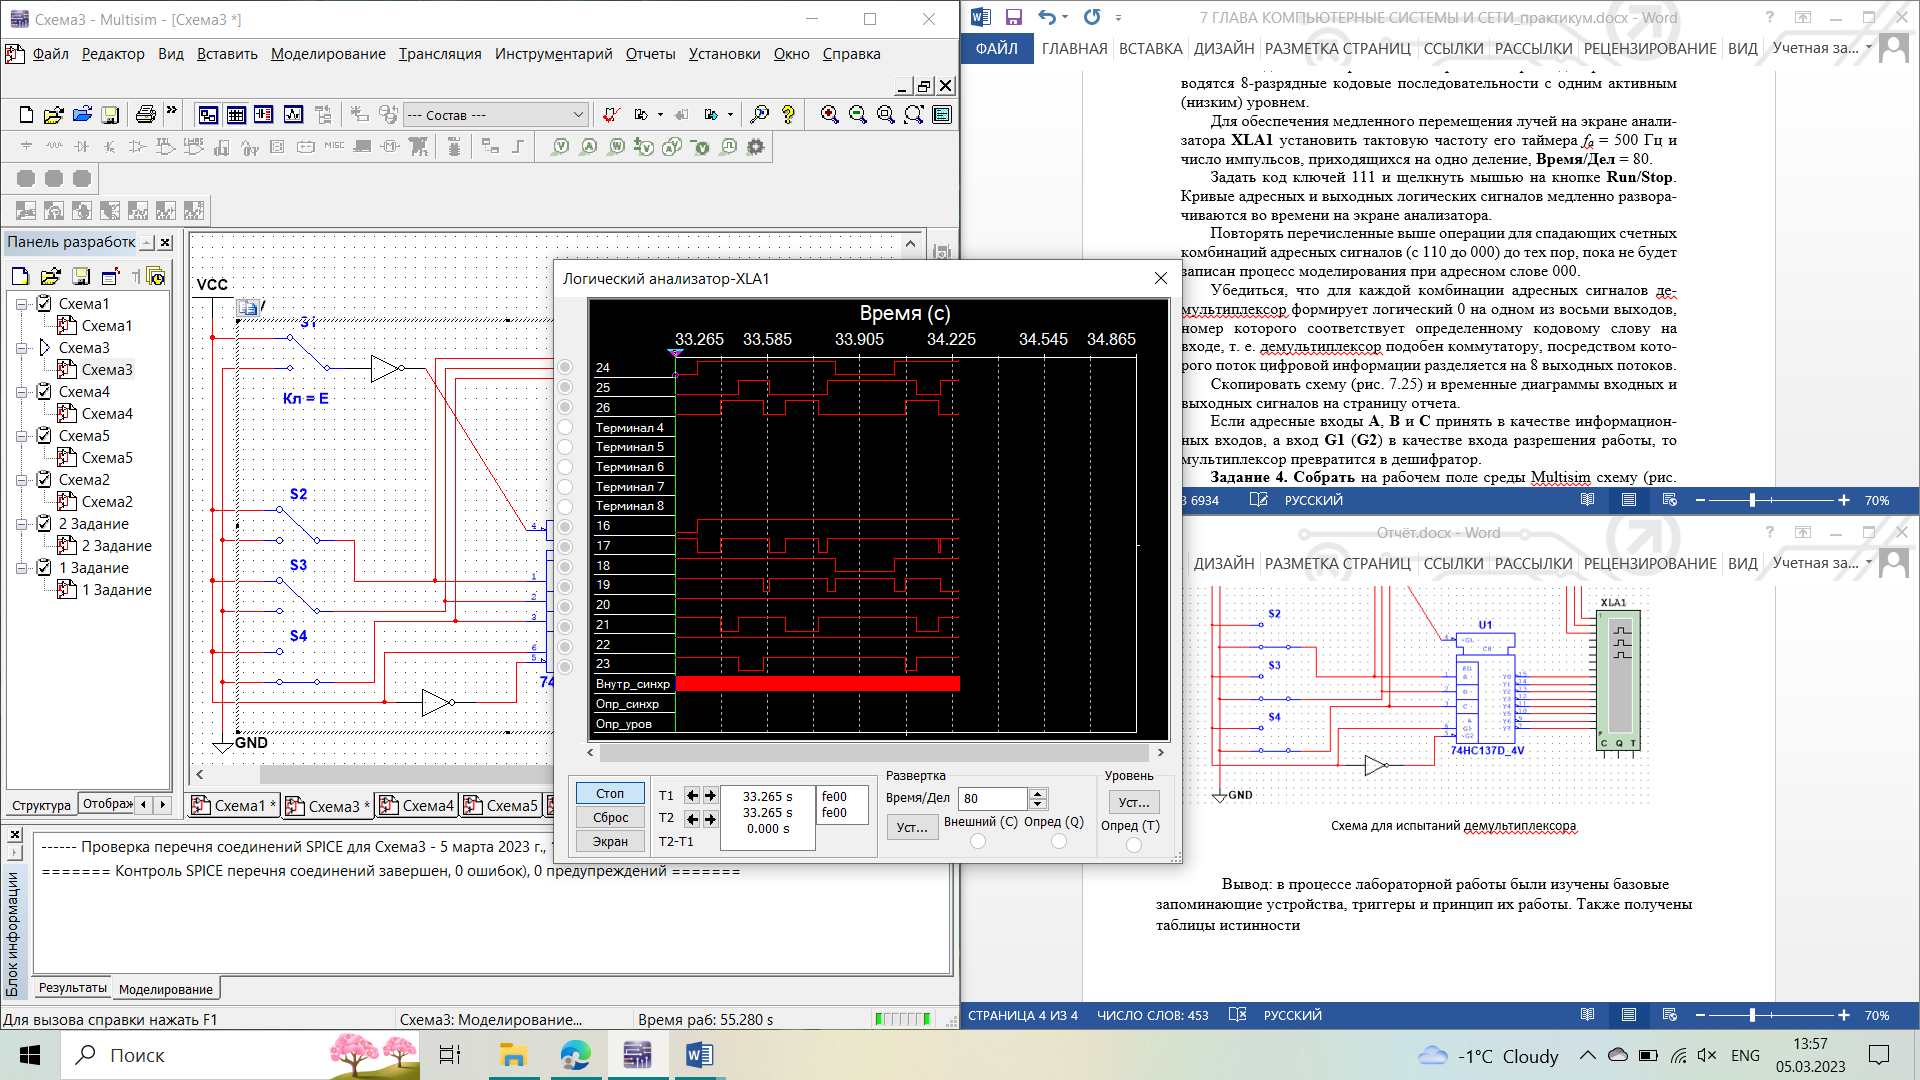 Схема3 - Multisim - [Схема3 *]
Файл Редактор Вид Вставить Моделирование Трансляция Инструментарий Отчеты Установки Окно Справка
--- Состав ---
MISC
Панель разработк
Схема1
Схема1
Схема3
Схема3
Схема4
Схема4
Схема5
Схема5
Схема2
Схема2
2 Задание
2 Задание
1 Задание
1 Задание
Структура Отображ
VCC
S1
Кл = E
S2
S3
S4
4
1
2
3
6
5
74
GND
Схема1 * Схема3 * Схема4 Схема5
------ Проверка перечня соединений SPICE для Схема3 - 5 марта 2023 г.,
======= Контроль SPICE перечня соединений завершен, 0 ошибок), 0 предупреждений =======
Блок информации
Результаты Моделирование
Для вызова справки нажать F1 Схема3: Моделирование... Время раб: 55.280 s
Логический анализатор-XLA1
Время (с)
33.265 33.585 33.905 34.225 34.545 34.865
24
25
26
Терминал 4
Терминал 5
Терминал 6
Терминал 7
Терминал 8
16
17
18
19
20
21
22
23
Внутр_синхр
Опр_синхр
Опр_уров
Стоп
Сброс
Экран
T1
T2
T2-T1
33.265 s
33.265 s
0.000 s
fe00
fe00
Развертка
Время/Дел 80
Уст... Внешний (C) Опред (Q)
Уровень
Уст...
Опред (T)
7 ГЛАВА КОМПЬЮТЕРНЫЕ СИСТЕМЫ И СЕТИ_практикум.docx - Word
ФАЙЛ ГЛАВНАЯ ВСТАВКА ДИЗАЙН РАЗМЕТКА СТРАНИЦ ССЫЛКИ РАССЫЛКИ РЕЦЕНЗИРОВАНИЕ ВИД Учетная за...
водятся 8-разрядные кодовые последовательности с одним активным
(низким) уровнем.
Для обеспечения медленного перемещения лучей на экране анали-
затора XLA1 установить тактовую частоту его таймера fa = 500 Гц и
число импульсов, приходящихся на одно деление, Время/Дел = 80.
Задать код ключей 111 и щелкнуть мышью на кнопке Run/Stop.
Кривые адресных и выходных логических сигналов медленно развора-
чиваются во времени на экране анализатора.
Повторять перечисленные выше операции для спадающих счетных
комбинаций адресных сигналов (с 110 до 000) до тех пор, пока не будет
записан процесс моделирования при адресном слове 000.
Убедиться, что для каждой комбинации адресных сигналов де-
мультиплексор формирует логический 0 на одном из восьми выходов,
номер которого соответствует определенному кодовому слову на
входе, т. е. демультиплексор подобен коммутатору, посредством кото-
рого поток цифровой информации разделяется на 8 выходных потоков.
Скопировать схему (рис. 7.25) и временные диаграммы входных и
выходных сигналов на страницу отчета.
Если адресные входы A, B и C принять в качестве информацион-
ных входов, а вход G1 (G2) в качестве входа разрешения работы, то
мультиплексор превратится в дешифратор.
Задание 4. Собрать на рабочем поле среды Multisim схему (рис.
З 6934 РУССКИЙ 70%
Отчёт.docx - Word
ДИЗАЙН РАЗМЕТКА СТРАНИЦ ССЫЛКИ РАССЫЛКИ РЕЦЕНЗИРОВАНИЕ ВИД Учетная за...
XLA1
S2
S3
S4
U1
74HC137D_4V
C Q T
GND
Схема для испытаний демультиплексора
Вывод: в процессе лабораторной работы были изучены базовые
запоминающие устройства, триггеры и принцип их работы. Также получены
таблицы истинности
СТРАНИЦА 4 ИЗ 4 ЧИСЛО СЛОВ: 453 РУССКИЙ 70%
Поиск
-1°C Cloudy
ENG
13:57
05.03.2023